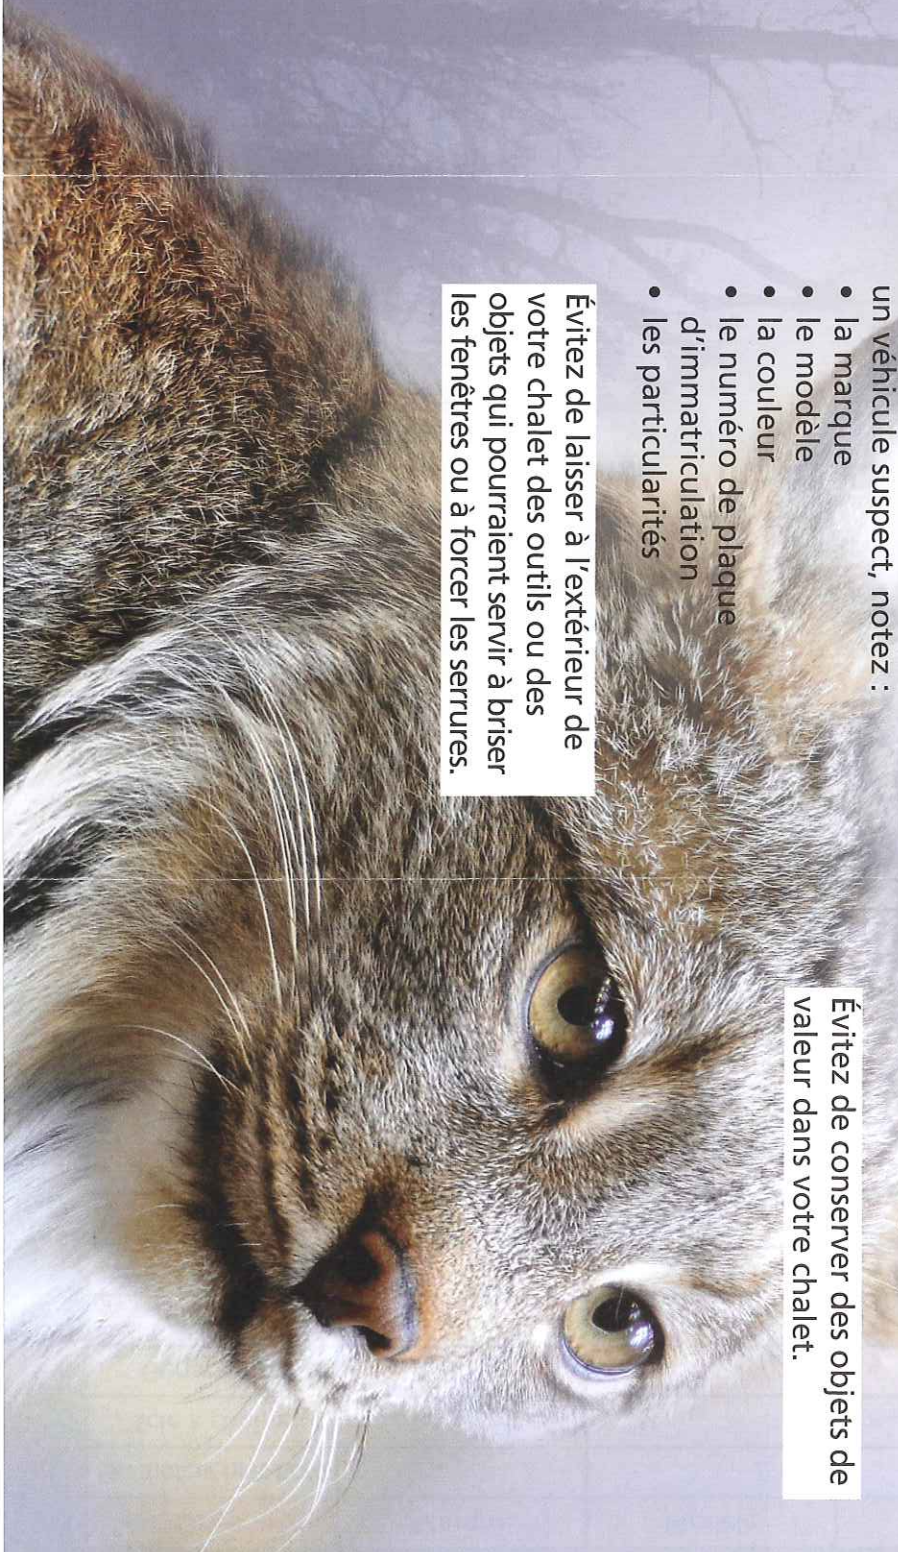 un véhicule suspect, notez :
• la marque
• le modèle
• la couleur
• le numéro de plaque
d'immatriculation
• les particularités
Évitez de laisser à l'extérieur de
votre chalet des outils ou des
objets qui pourraient servir à briser
les fenêtres ou à forcer les serrures.
Évitez de conserver des objets de
valeur dans votre chalet.